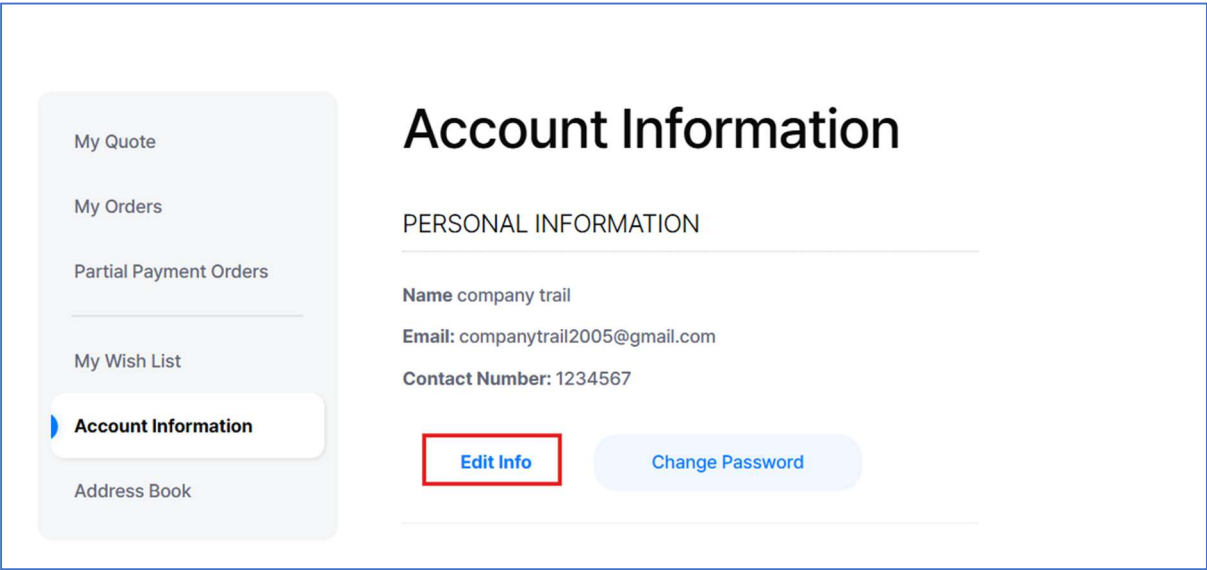 My Quote
My Orders
Partial Payment Orders
My Wish List
Account Information
Address Book
Account Information
PERSONAL INFORMATION
Name company trail
Email: companytrail2005@gmail.com
Contact Number: 1234567
Edit Info
Change Password